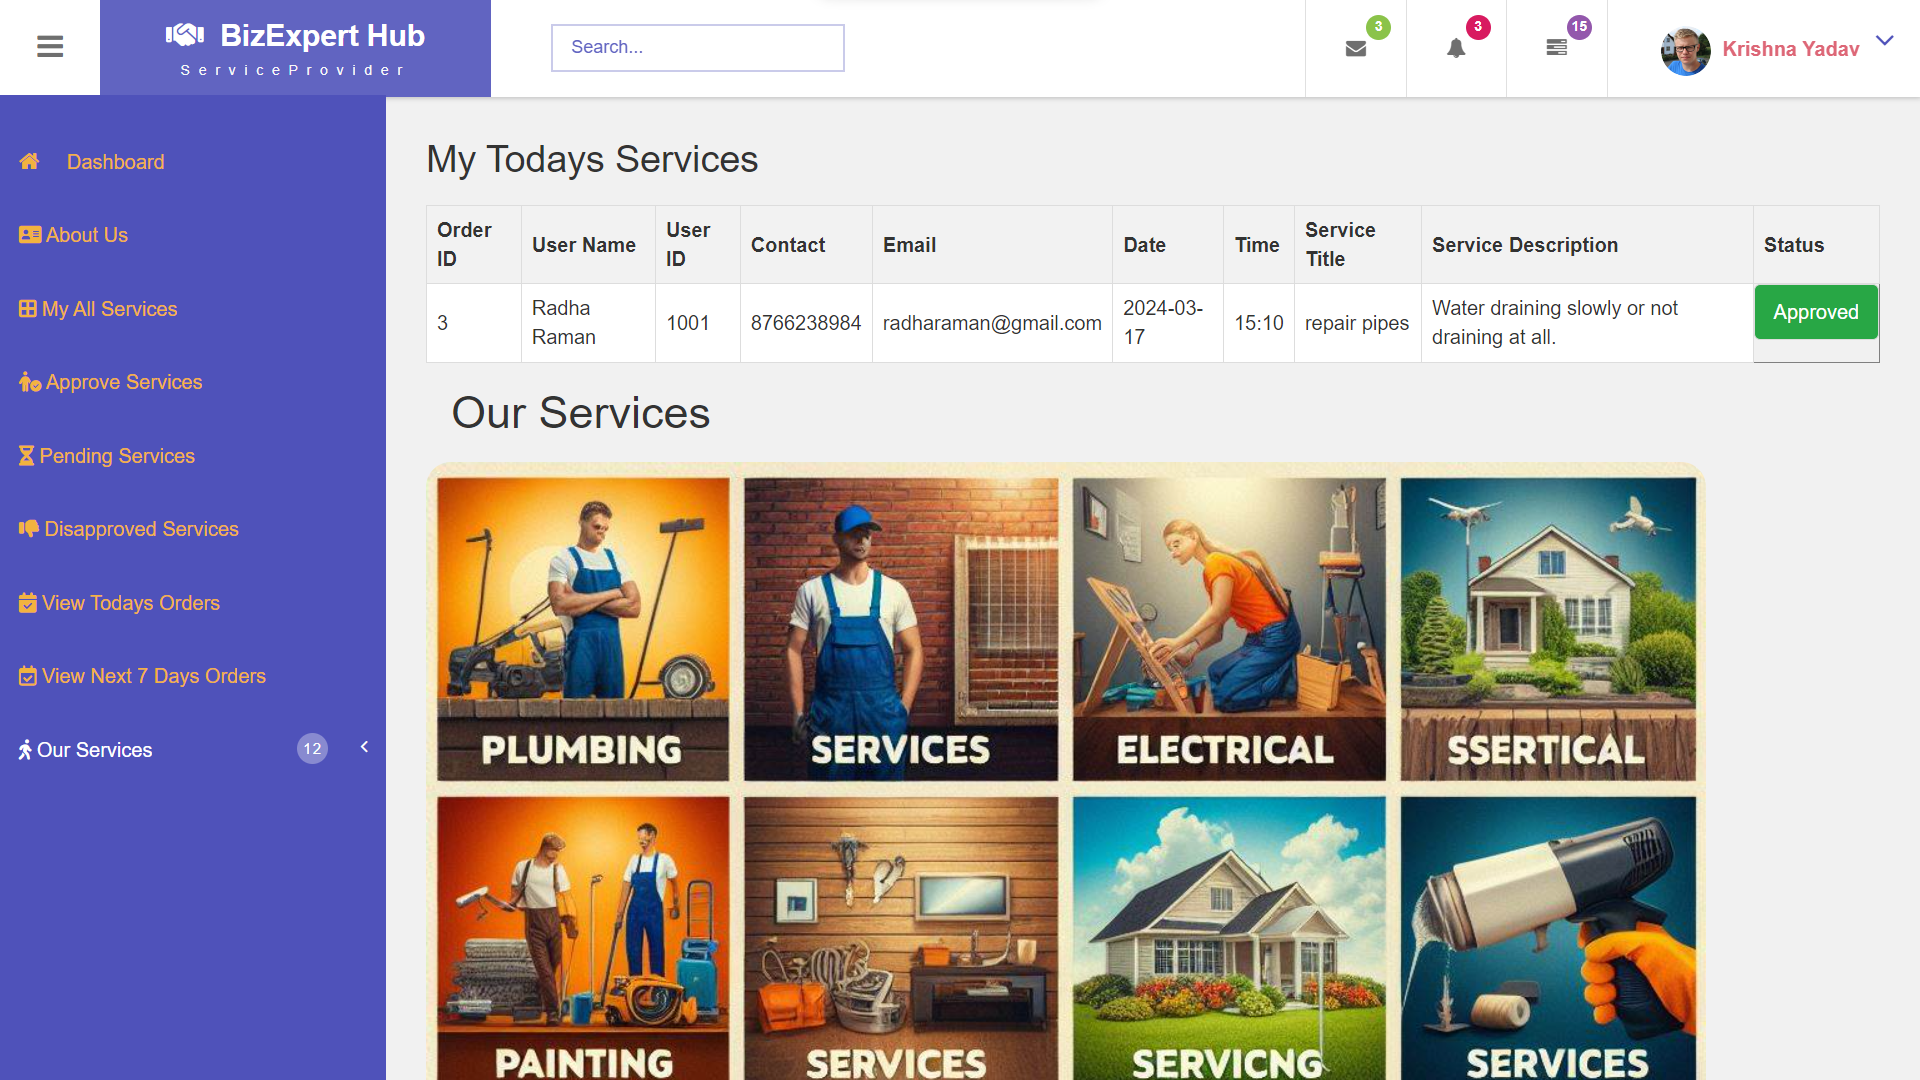 BizExpert Hub
ServiceProvider
Search...
3
3
15
Krishna Yadav
Dashboard
About Us
My All Services
Approve Services
Pending Services
Disapproved Services
View Todays Orders
View Next 7 Days Orders
Our Services
12
My Todays Services
Order ID User Name User ID Contact Email Date Time Service Title Service Description Status
3 Radha Raman 1001 8766238984 radharaman@gmail.com 2024-03-17 15:10 repair pipes Water draining slowly or not draining at all. Approved
Our Services
PLUMBING SERVICES ELECTRICAL SSERTICAL
PAINTING SERVICES SERVICNG SERVICES